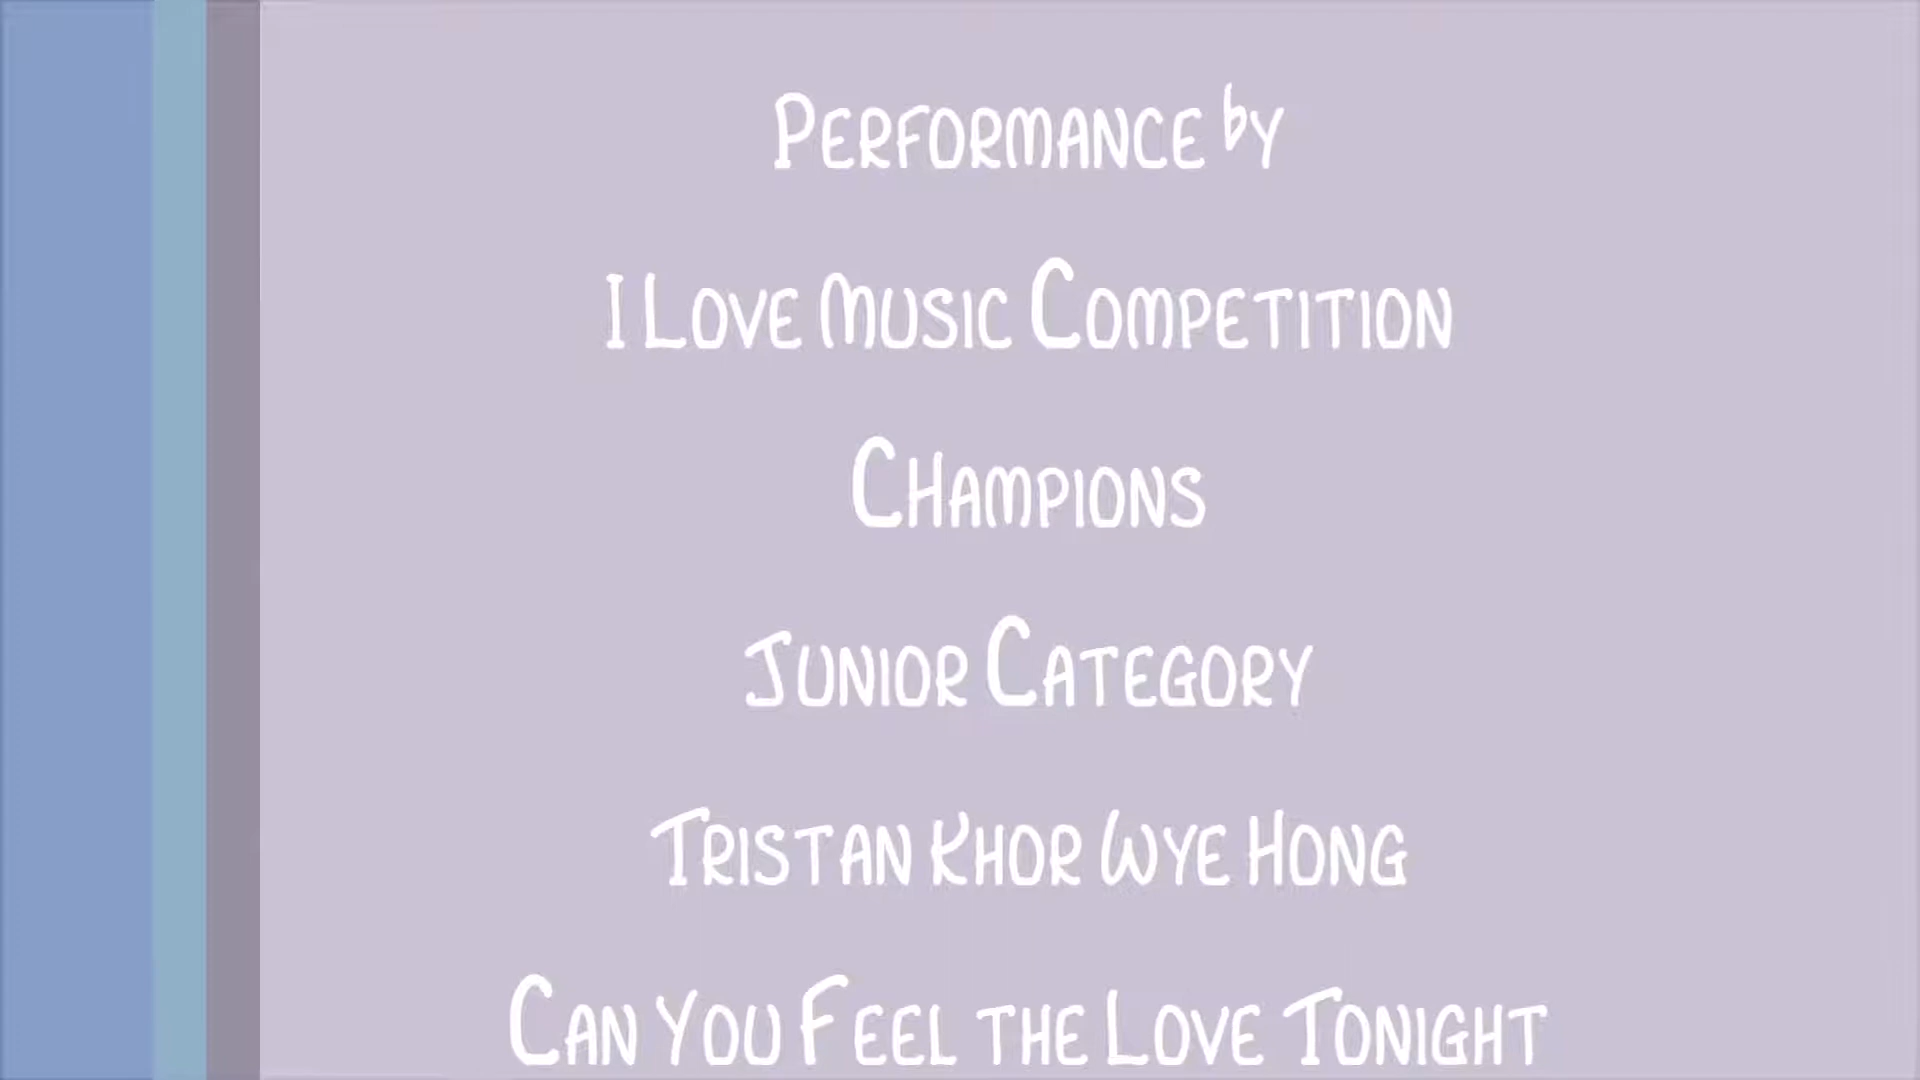 Performance by
I Love Music Competition
Champions
Junior Category
Tristan Khor Wye Hong
Can You Feel the Love Tonight